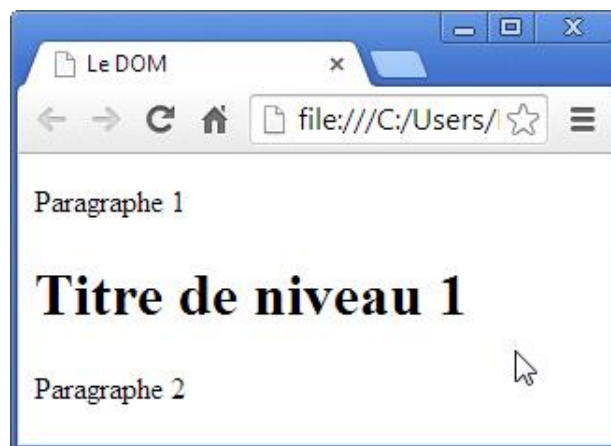 Le DOM
file:///C:/Users/
Paragraphe 1
Titre de niveau 1
Paragraphe 2